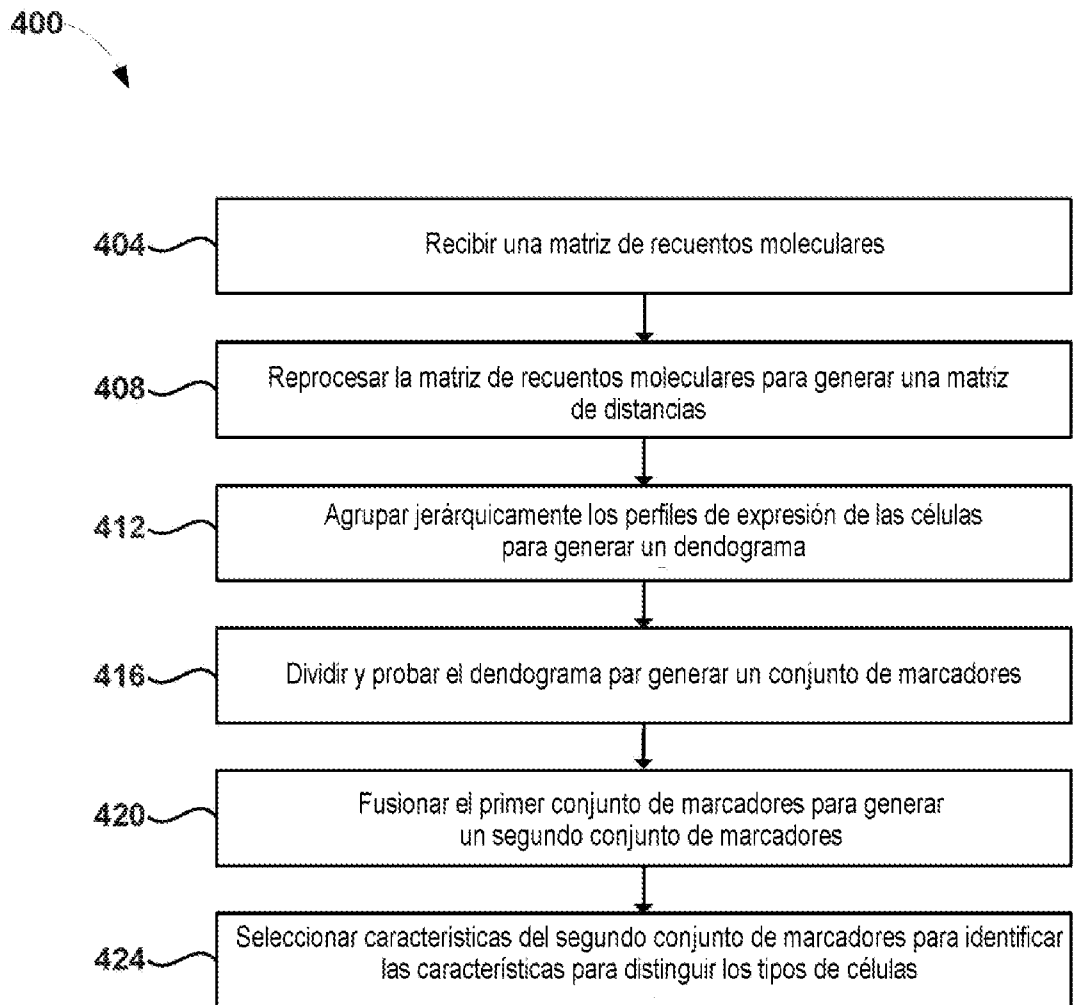 400
404
Recibir una matriz de recuentos moleculares
408
Reprocesar la matriz de recuentos moleculares para generar una matriz
de distancias
412
Agrupar jerárquicamente los perfiles de expresión de las células
para generar un dendograma
416
Dividir y probar el dendograma par generar un conjunto de marcadores
420
Fusionar el primer conjunto de marcadores para generar
un segundo conjunto de marcadores
424
Seleccionar características del segundo conjunto de marcadores para identificar
las características para distinguir los tipos de células